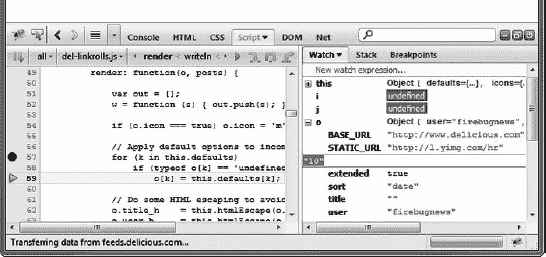 Console HTML CSS Script DOM Net
all del-linkrolls.js render writeln
49 render: function(o, posts) {
50
51 var out = [];
52 w = function (s) { out.push(s); }
53
54 if (o.icon === true) o.icon = 'm'
55
56 // Apply default options to incom
57 for (k in this.defaults)
58 if (typeof o[k] == 'undefined
59 o[k] = this.defaults[k];
60
61 // Do some HTML escaping to avoid
62 o.title_h = this.htmlEscape(o.
o.user_h = this.htmlEscape(o.
Watch Stack Breakpoints
New watch expression...
this Object { defaults={...}, icons={.
i undefined
j undefined
o Object { user="firebugnews",
BASE_URL "http://www.delicious.com"
STATIC_URL "http://l.yimg.com/hr"
"10"
extended true
sort "date"
title ""
user "firebugnews"
Transferring data from feeds.delicious.com...